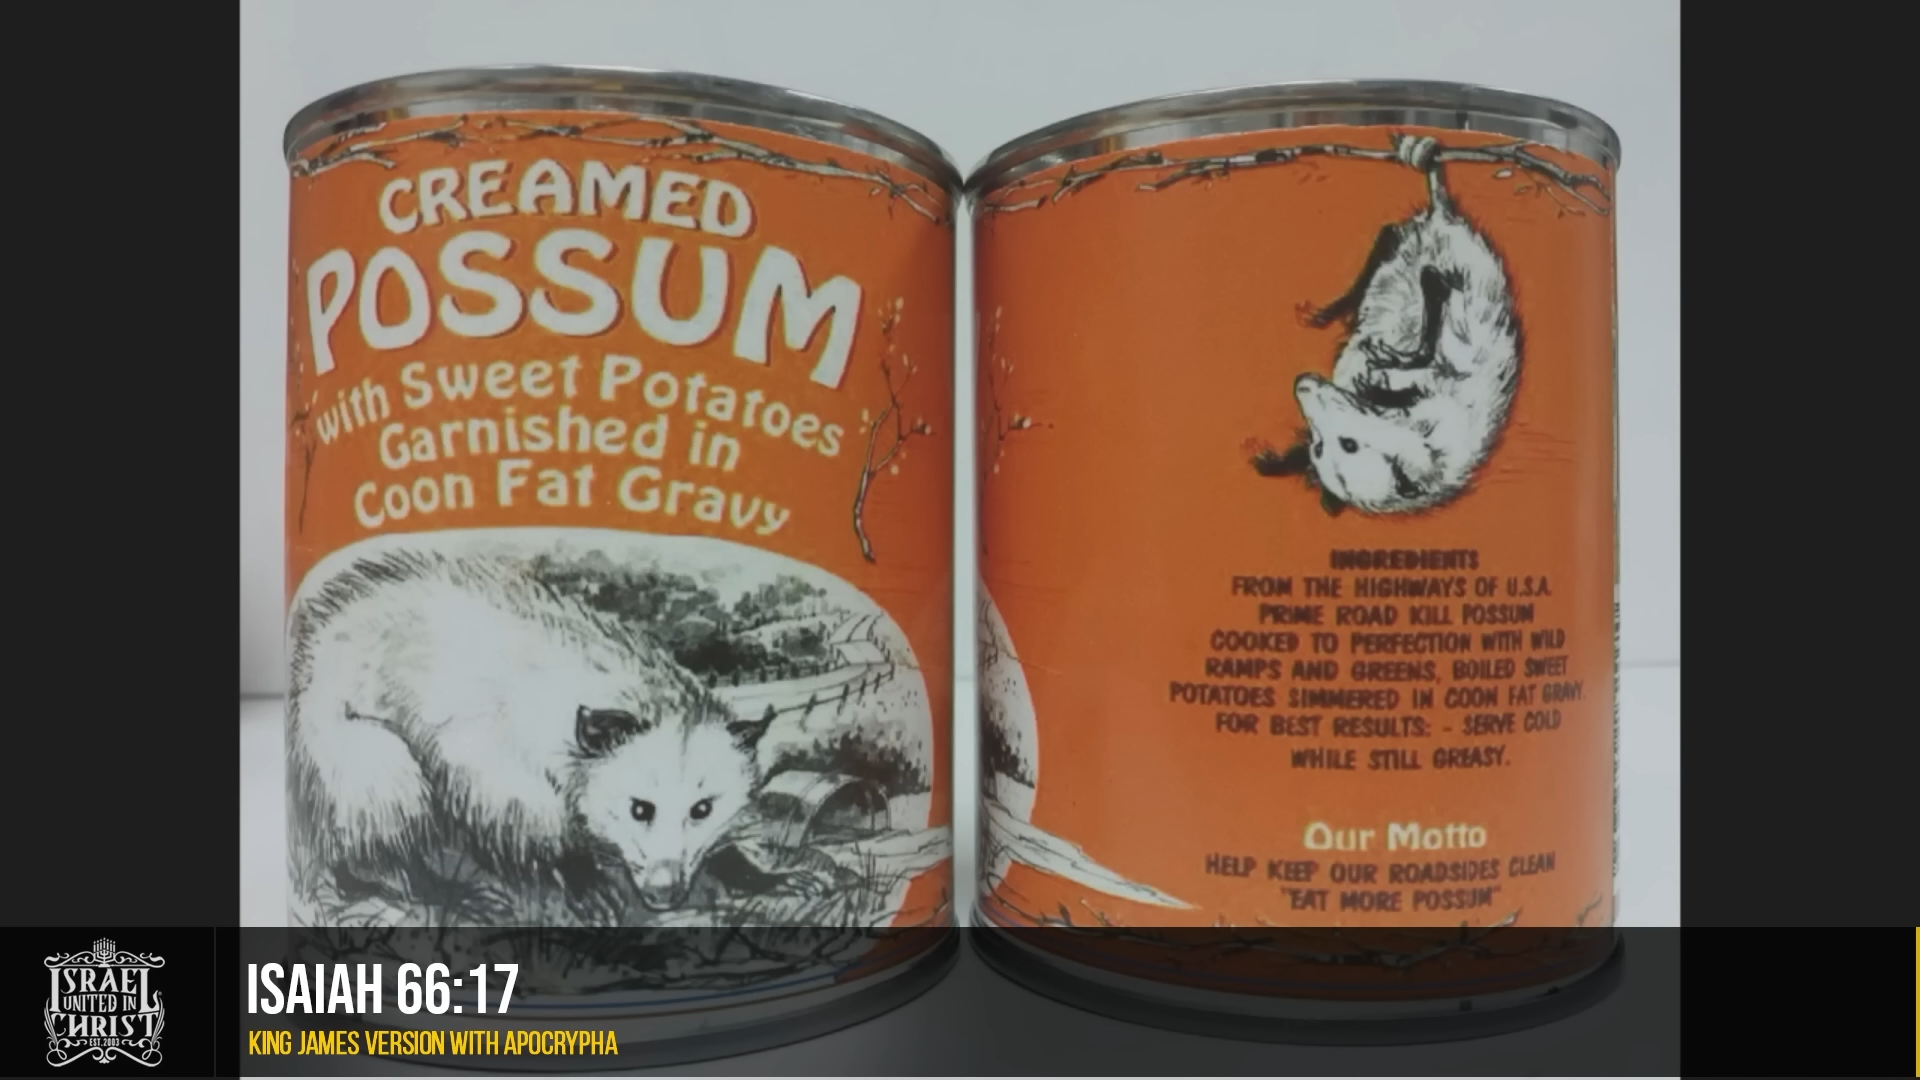 CREAMED
POSSUM
with Sweet Potatoes
Garnished in
Coon Fat Gravy
INGREDIENTS
FROM THE HIGHWAYS OF U.S.A.
PRIME ROAD KILL POSSUM
COOKED TO PERFECTION WITH WILD
RAMPS AND GREENS, BOILED SWEET
POTATOES SIMMERED IN COON FAT GRAVY.
FOR BEST RESULTS: - SERVE COLD
WHILE STILL GREASY.
Our Motto
HELP KEEP OUR ROADSIDES CLEAN
"EAT MORE POSSUM"
ISRAEL
UNITED IN
CHRIST
EST. 2003
ISAIAH 66:17
KING JAMES VERSION WITH APOCRYPHA